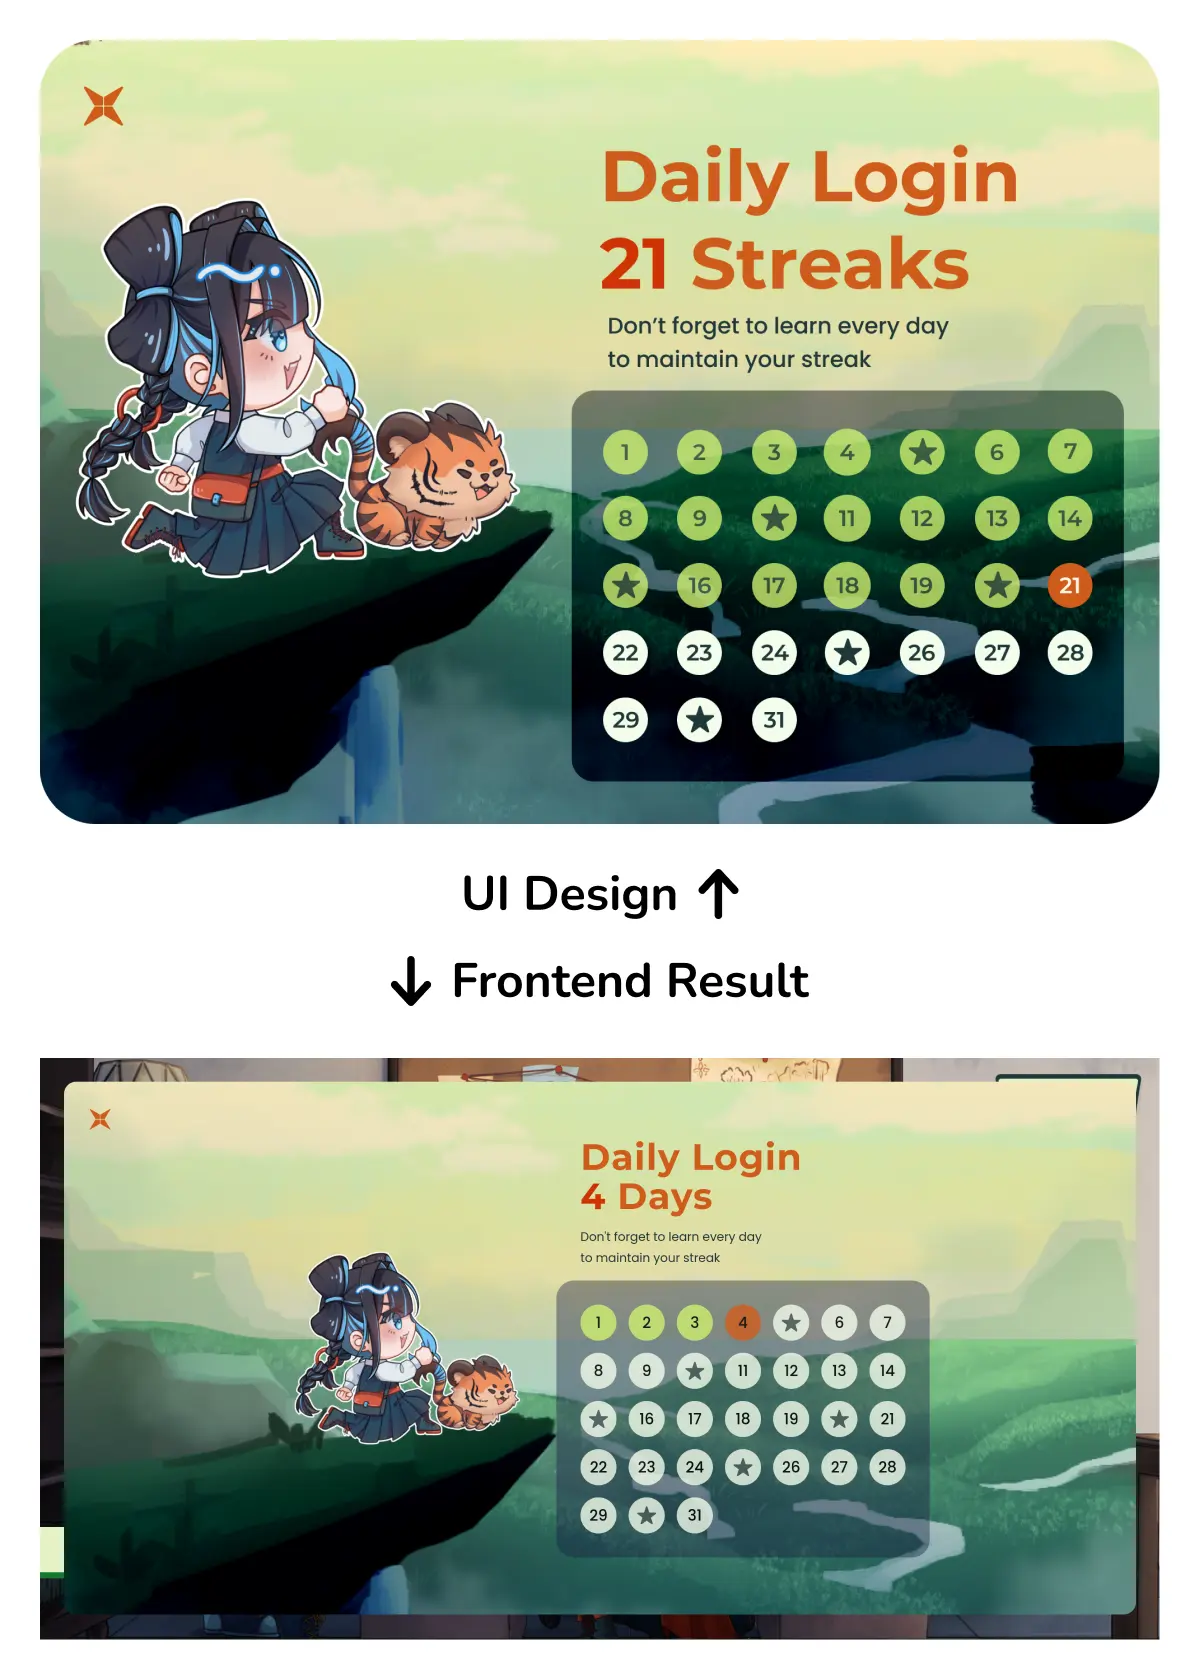 Daily Login
21 Streaks
Don’t forget to learn every day
to maintain your streak
1 2 3 4 ★ 6 7
8 9 ★ 11 12 13 14
★ 16 17 18 19 ★ 21
22 23 24 ★ 26 27 28
29 ★ 31
UI Design ↑
↓ Frontend Result
Daily Login
4 Days
Don't forget to learn every day
to maintain your streak
1 2 3 4 ★ 6 7
8 9 ★ 11 12 13 14
★ 16 17 18 19 ★ 21
22 23 24 ★ 26 27 28
29 ★ 31